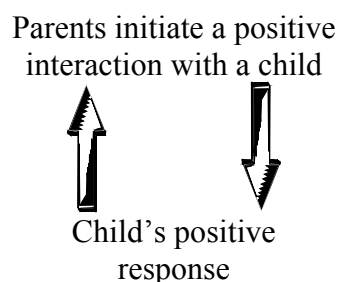 Parents initiate a positive
interaction with a child
Child's positive
response